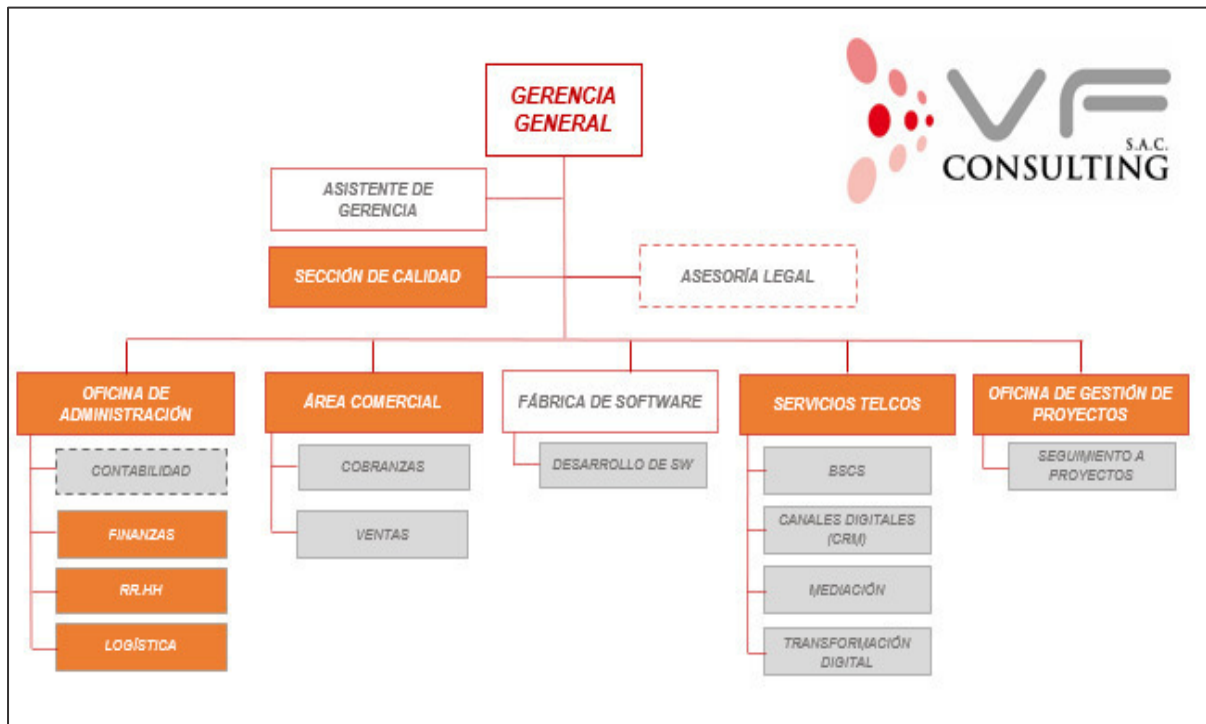 GERENCIA
GENERAL
VF
S.A.C.
CONSULTING
ASISTENTE DE
GERENCIA
SECCIÓN DE CALIDAD
ASESORÍA LEGAL
OFICINA DE
ADMINISTRACIÓN
CONTABILIDAD
FINANZAS
RR.HH
LOGÍSTICA
ÁREA COMERCIAL
COBRANZAS
VENTAS
FÁBRICA DE SOFTWARE
DESARROLLO DE SW
SERVICIOS TELCOS
BSCS
CANALES DIGITALES
(CRM)
MEDIACIÓN
TRANSFORMACIÓN
DIGITAL
OFICINA DE GESTIÓN DE
PROYECTOS
SEGUIMIENTO A
PROYECTOS